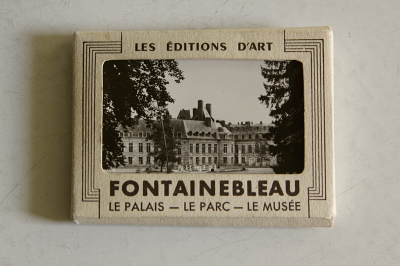 LES ÉDITIONS D'ART
FONTAINEBLEAU
LE PALAIS — LE PARC — LE MUSÉE